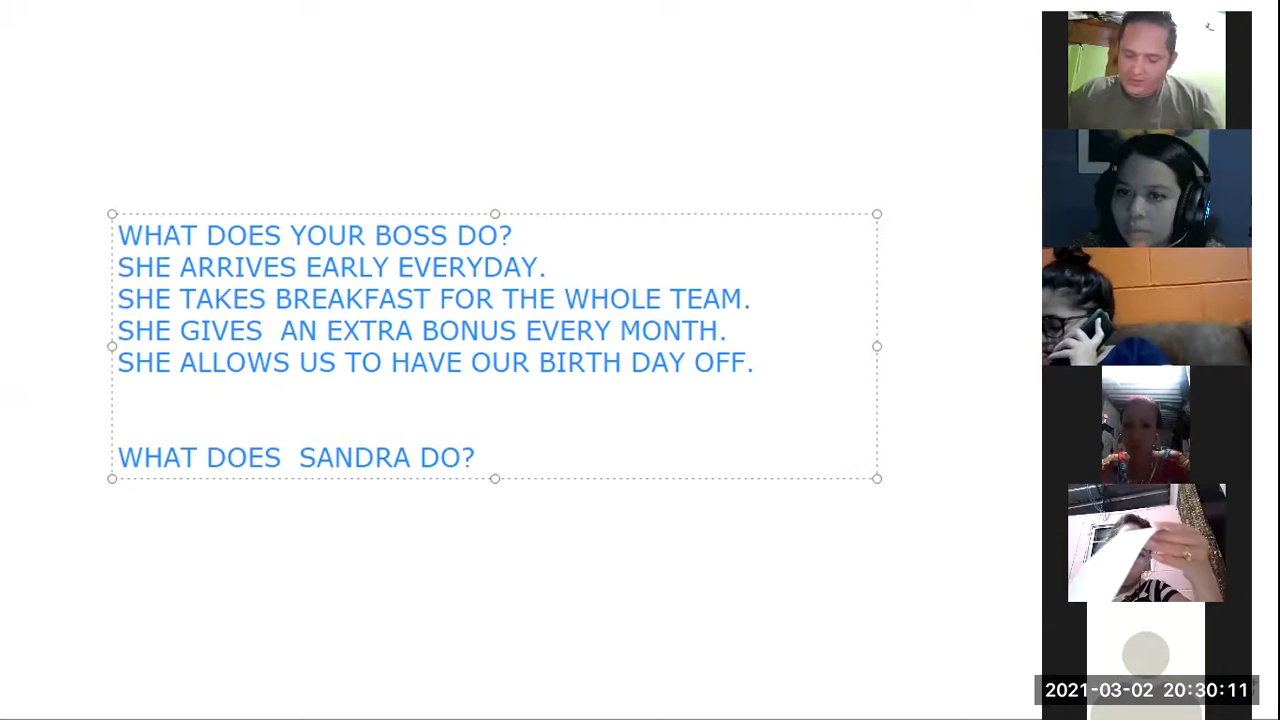 WHAT DOES YOUR BOSS DO?
SHE ARRIVES EARLY EVERYDAY.
SHE TAKES BREAKFAST FOR THE WHOLE TEAM.
SHE GIVES  AN EXTRA BONUS EVERY MONTH.
SHE ALLOWS US TO HAVE OUR BIRTH DAY OFF.
WHAT DOES  SANDRA DO?
2021-03-02 20:30:11